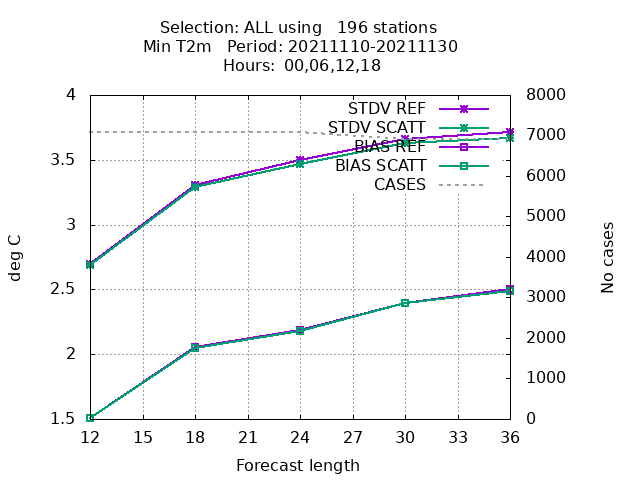 Selection: ALL using   196 stations
Min T2m   Period: 20211110-20211130
Hours:  00,06,12,18
4
3.5
3
2.5
2
1.5
deg C
8000
7000
6000
5000
4000
3000
2000
1000
0
No cases
STDV REF
STDV SCATT
BIAS REF
BIAS SCATT
CASES
12 15 18 21 24 27 30 33 36
Forecast length